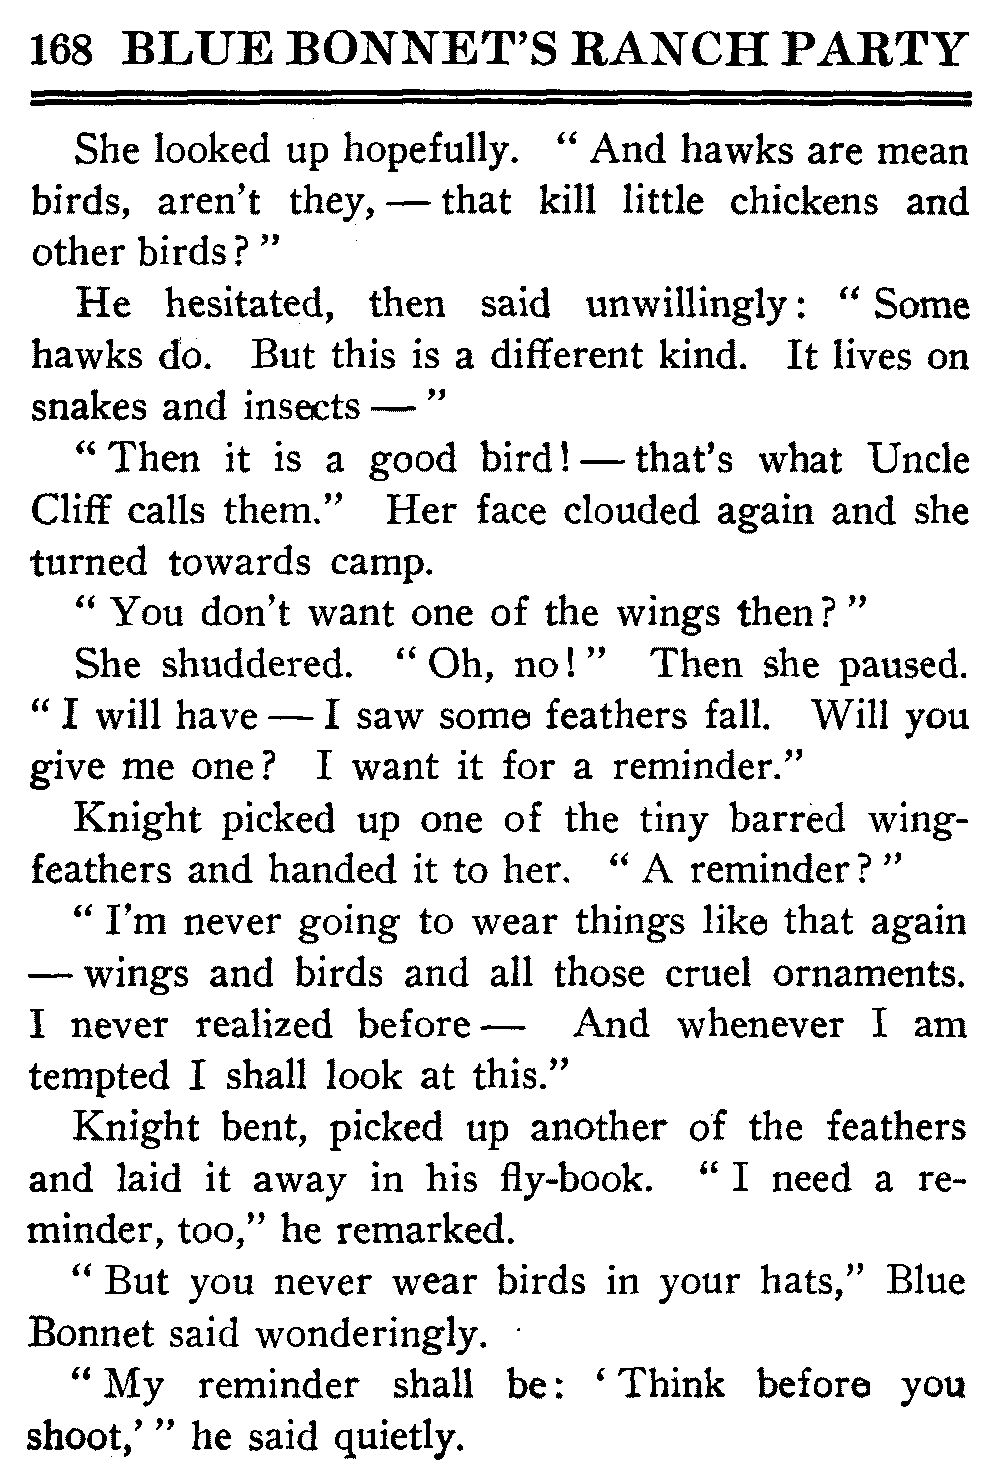 168 BLUE BONNET'S RANCH PARTY
She looked up hopefully. “ And hawks are mean
birds, aren't they, — that kill little chickens and
other birds? ”
He hesitated, then said unwillingly: “ Some
hawks do. But this is a different kind. It lives on
snakes and insects — ”
“ Then it is a good bird! — that's what Uncle
Cliff calls them.” Her face clouded again and she
turned towards camp.
“ You don't want one of the wings then? ”
She shuddered. “ Oh, no! ” Then she paused.
“ I will have — I saw some feathers fall. Will you
give me one? I want it for a reminder.”
Knight picked up one of the tiny barred wing-
feathers and handed it to her. “ A reminder? ”
“ I'm never going to wear things like that again
— wings and birds and all those cruel ornaments.
I never realized before — And whenever I am
tempted I shall look at this.”
Knight bent, picked up another of the feathers
and laid it away in his fly-book. “ I need a re-
minder, too,” he remarked.
“ But you never wear birds in your hats,” Blue
Bonnet said wonderingly.
“ My reminder shall be: ‘ Think before you
shoot,’ ” he said quietly.